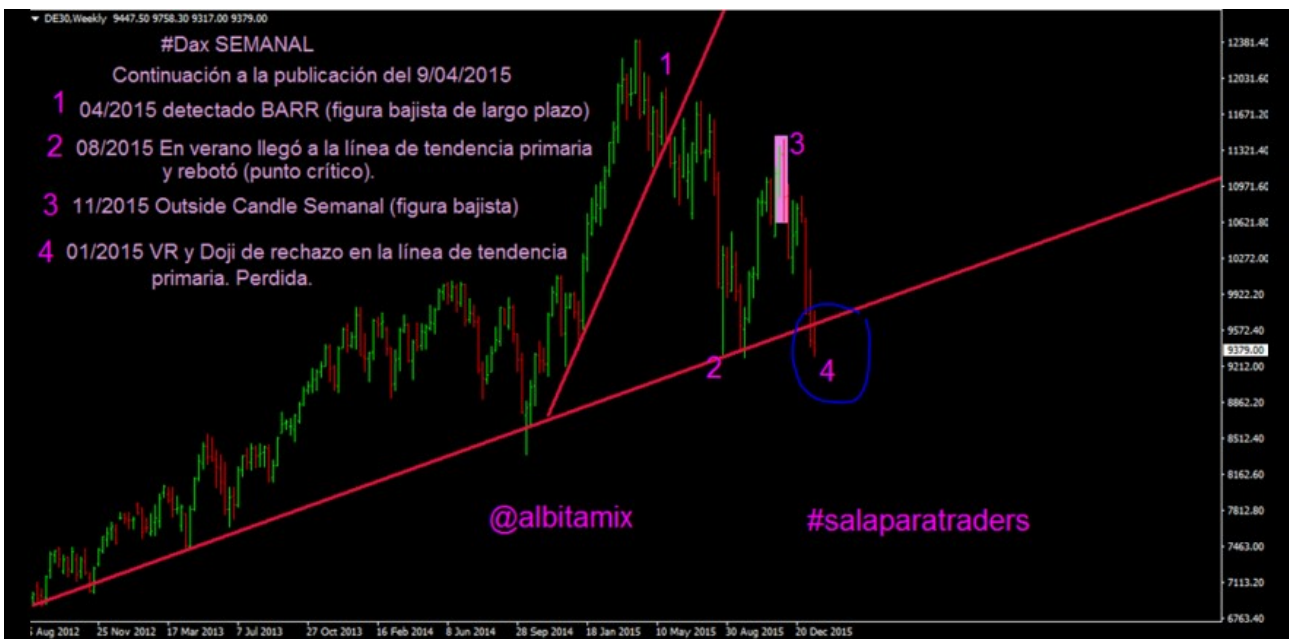 DE30,Weekly 9447.50 9758.30 9317.00 9379.00
#Dax SEMANAL
Continuación a la publicación del 9/04/2015
1 04/2015 detectado BARR (figura bajista de largo plazo)
2 08/2015 En verano llegó a la línea de tendencia primaria
y rebotó (punto crítico).
3 11/2015 Outside Candle Semanal (figura bajista)
4 01/2015 VR y Doji de rechazo en la línea de tendencia
primaria. Perdida.
1
3
2
4
@albitamix
#salaparatraders
12381.40
12031.60
11671.20
11321.40
10971.60
10621.80
10272.00
9922.20
9572.40
9379.00
9212.00
8862.20
8512.40
8162.60
7812.80
7463.00
7113.20
6763.40
Aug 2012 25 Nov 2012 17 Mar 2013 7 Jul 2013 27 Oct 2013 16 Feb 2014 8 Jun 2014 28 Sep 2014 18 Jan 2015 10 May 2015 30 Aug 2015 20 Dec 2015